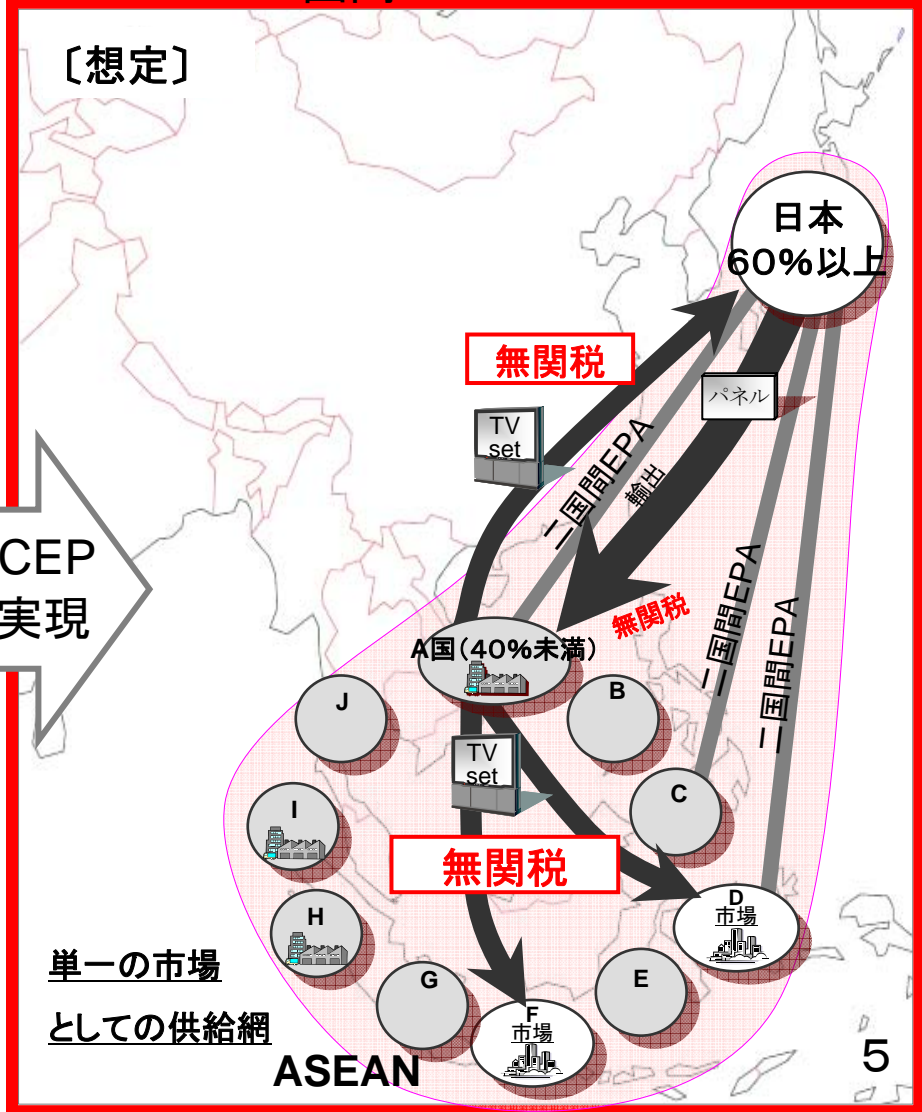 〔想定〕
日本
60%以上
無関税
パネル
TV
set
二国間EPA
輸出
二国間EPA
二国間EPA
CEP
実現
無関税
A国(40%未満)
J
B
TV
set
C
I
無関税
D
市場
H
単一の市場
としての供給網
G
E
F
市場
ASEAN
5